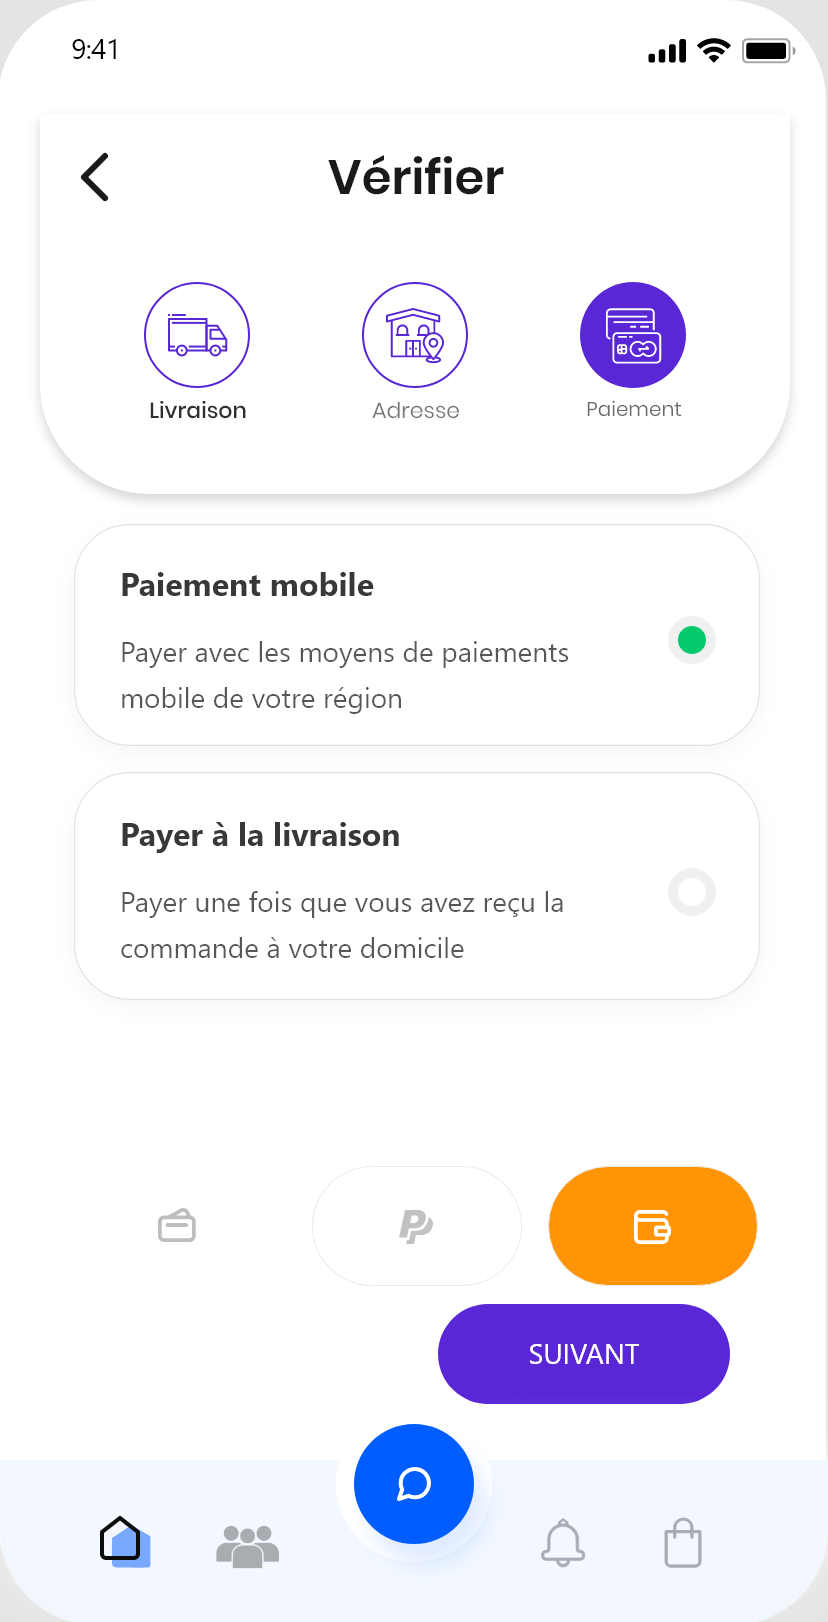 9:41
Vérifier
Livraison
Adresse
Paiement
Paiement mobile
Payer avec les moyens de paiements
mobile de votre région
Payer à la livraison
Payer une fois que vous avez reçu la
commande à votre domicile
SUIVANT